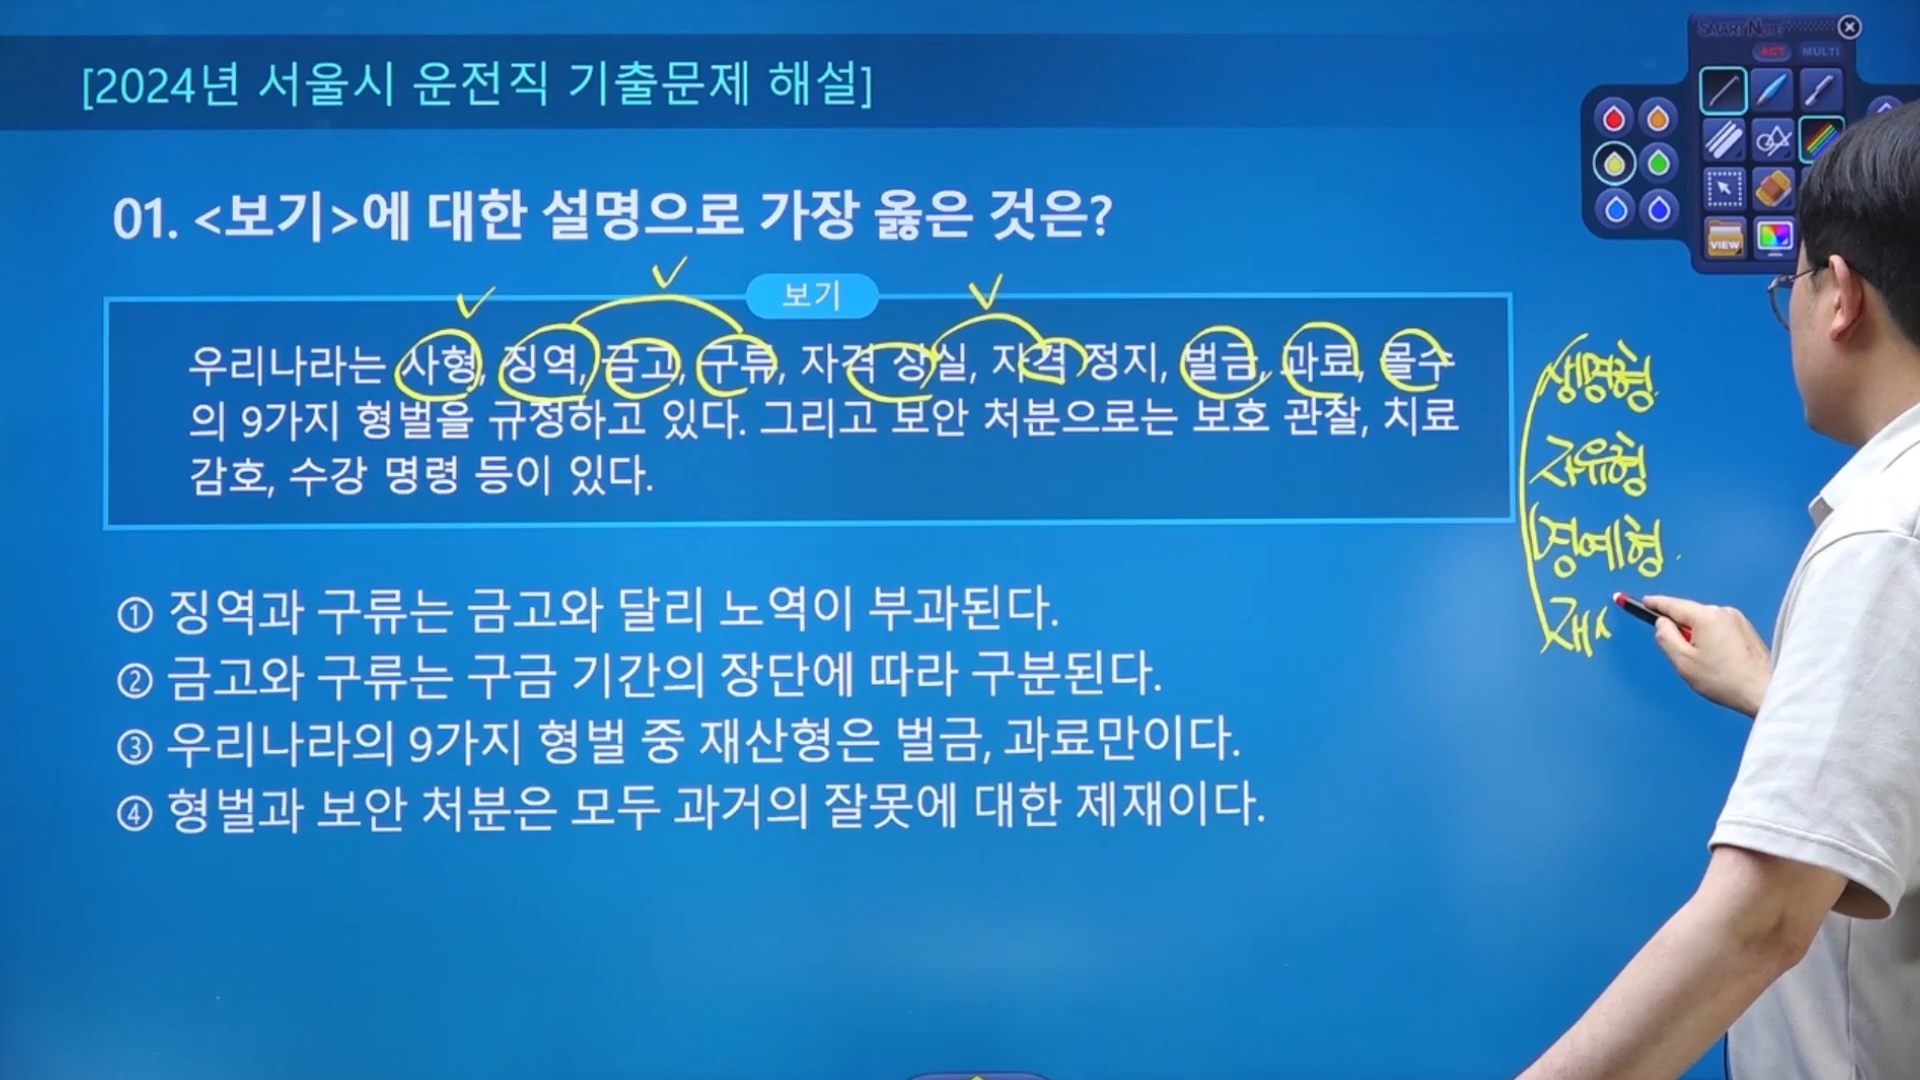 SMARTNOTE
ACT MULTI
[2024년 서울시 운전직 기출문제 해설]
VIEW
01. <보기>에 대한 설명으로 가장 옳은 것은?
보기
우리나라는 사형, 징역, 금고, 구류, 자격 상실, 자격 정지, 벌금, 과료, 몰수
의 9가지 형벌을 규정하고 있다. 그리고 보안 처분으로는 보호 관찰, 치료
감호, 수강 명령 등이 있다.
생명형
자유형
명예형
① 징역과 구류는 금고와 달리 노역이 부과된다.
② 금고와 구류는 구금 기간의 장단에 따라 구분된다.
③ 우리나라의 9가지 형벌 중 재산형은 벌금, 과료만이다.
④ 형벌과 보안 처분은 모두 과거의 잘못에 대한 제재이다.